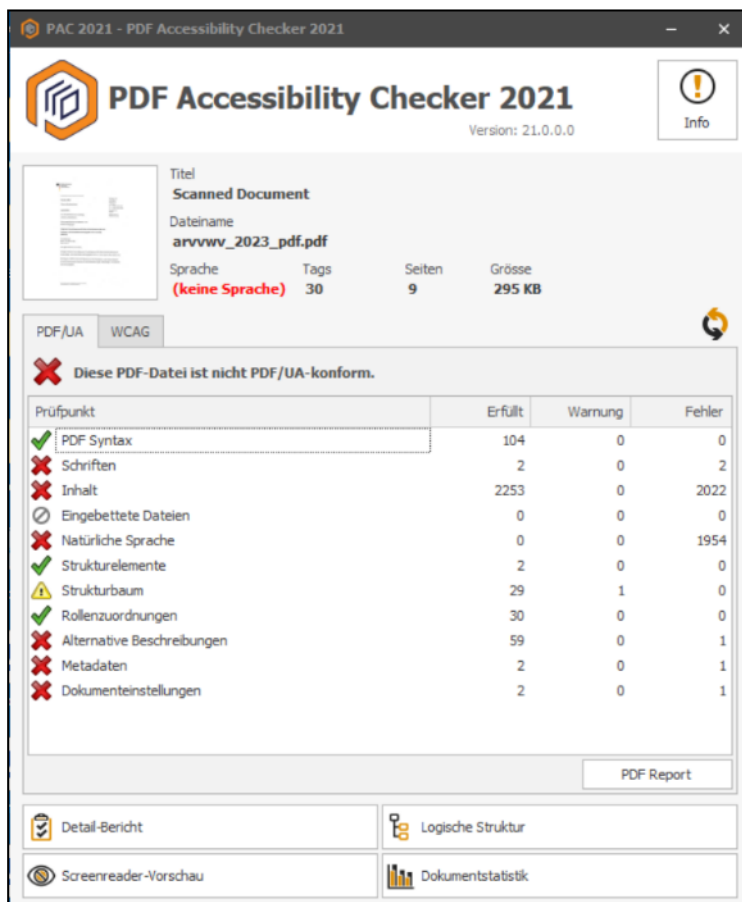 PAC 2021 - PDF Accessibility Checker 2021
PDF Accessibility Checker 2021
Version: 21.0.0.0
Info
Titel
Scanned Document
Dateiname
arvvwv_2023_pdf.pdf
Sprache Tags Seiten Grösse
(keine Sprache) 30 9 295 KB
PDF/UA WCAG
Diese PDF-Datei ist nicht PDF/UA-konform.
Prüfpunkt Erfüllt Warnung Fehler
PDF Syntax 104 0 0
Schriften 2 0 2
Inhalt 2253 0 2022
Eingebettete Dateien 0 0 0
Natürliche Sprache 0 0 1954
Strukturelemente 2 0 0
Strukturbaum 29 1 0
Rollenzuordnungen 30 0 0
Alternative Beschreibungen 59 0 1
Metadaten 2 0 1
Dokumenteinstellungen 2 0 1
PDF Report
Detail-Bericht Logische Struktur
Screenreader-Vorschau Dokumentstatistik